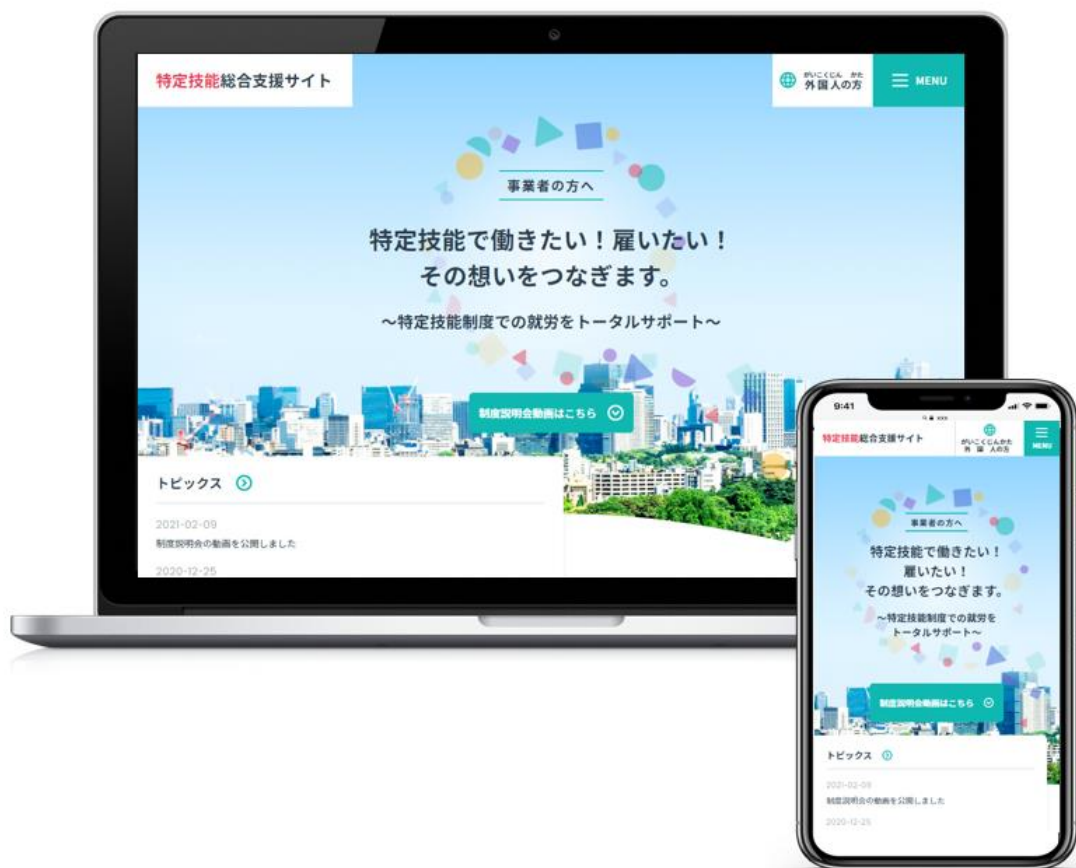 特定技能総合支援サイト
がいこくじん かた
外国人の方
MENU
事業者の方へ
特定技能で働きたい！雇いたい！
その想いをつなぎます。
～特定技能制度での就労をトータルサポート～
制度説明会動画はこちら
トピックス
2021-02-09
制度説明会の動画を公開しました
2020-12-25
9:41
xxx
特定技能総合支援サイト
がいこくじんかた
外国人の方
MENU
事業者の方へ
特定技能で働きたい！
雇いたい！
その想いをつなぎます。
～特定技能制度での就労を
トータルサポート～
制度説明会動画はこちら
トピックス
2021-02-09
制度説明会の動画を公開しました
2020-12-25